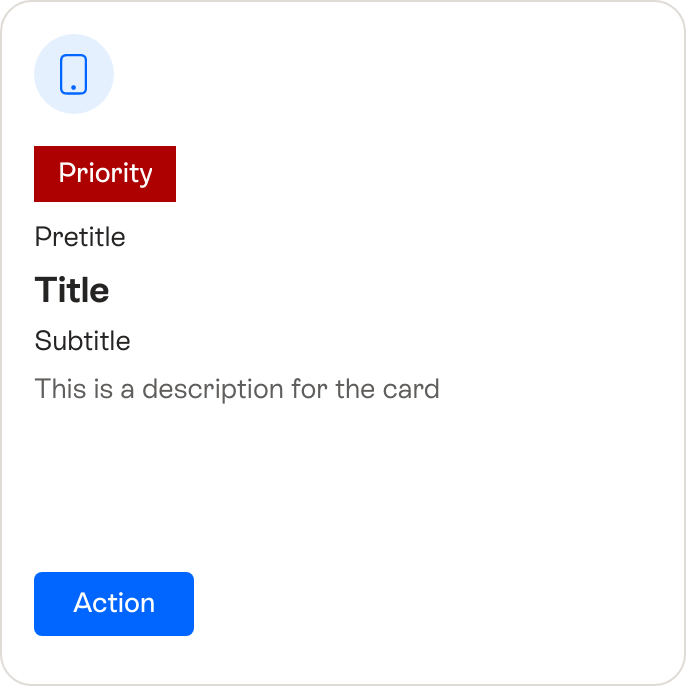 Priority
Pretitle
Title
Subtitle
This is a description for the card
Action